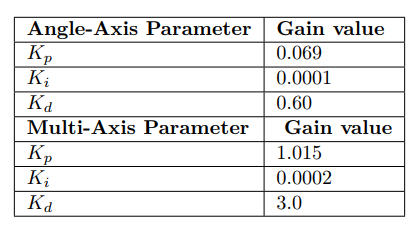 Angle-Axis Parameter Gain value
K_p 0.069
K_i 0.0001
K_d 0.60
Multi-Axis Parameter Gain value
K_p 1.015
K_i 0.0002
K_d 3.0